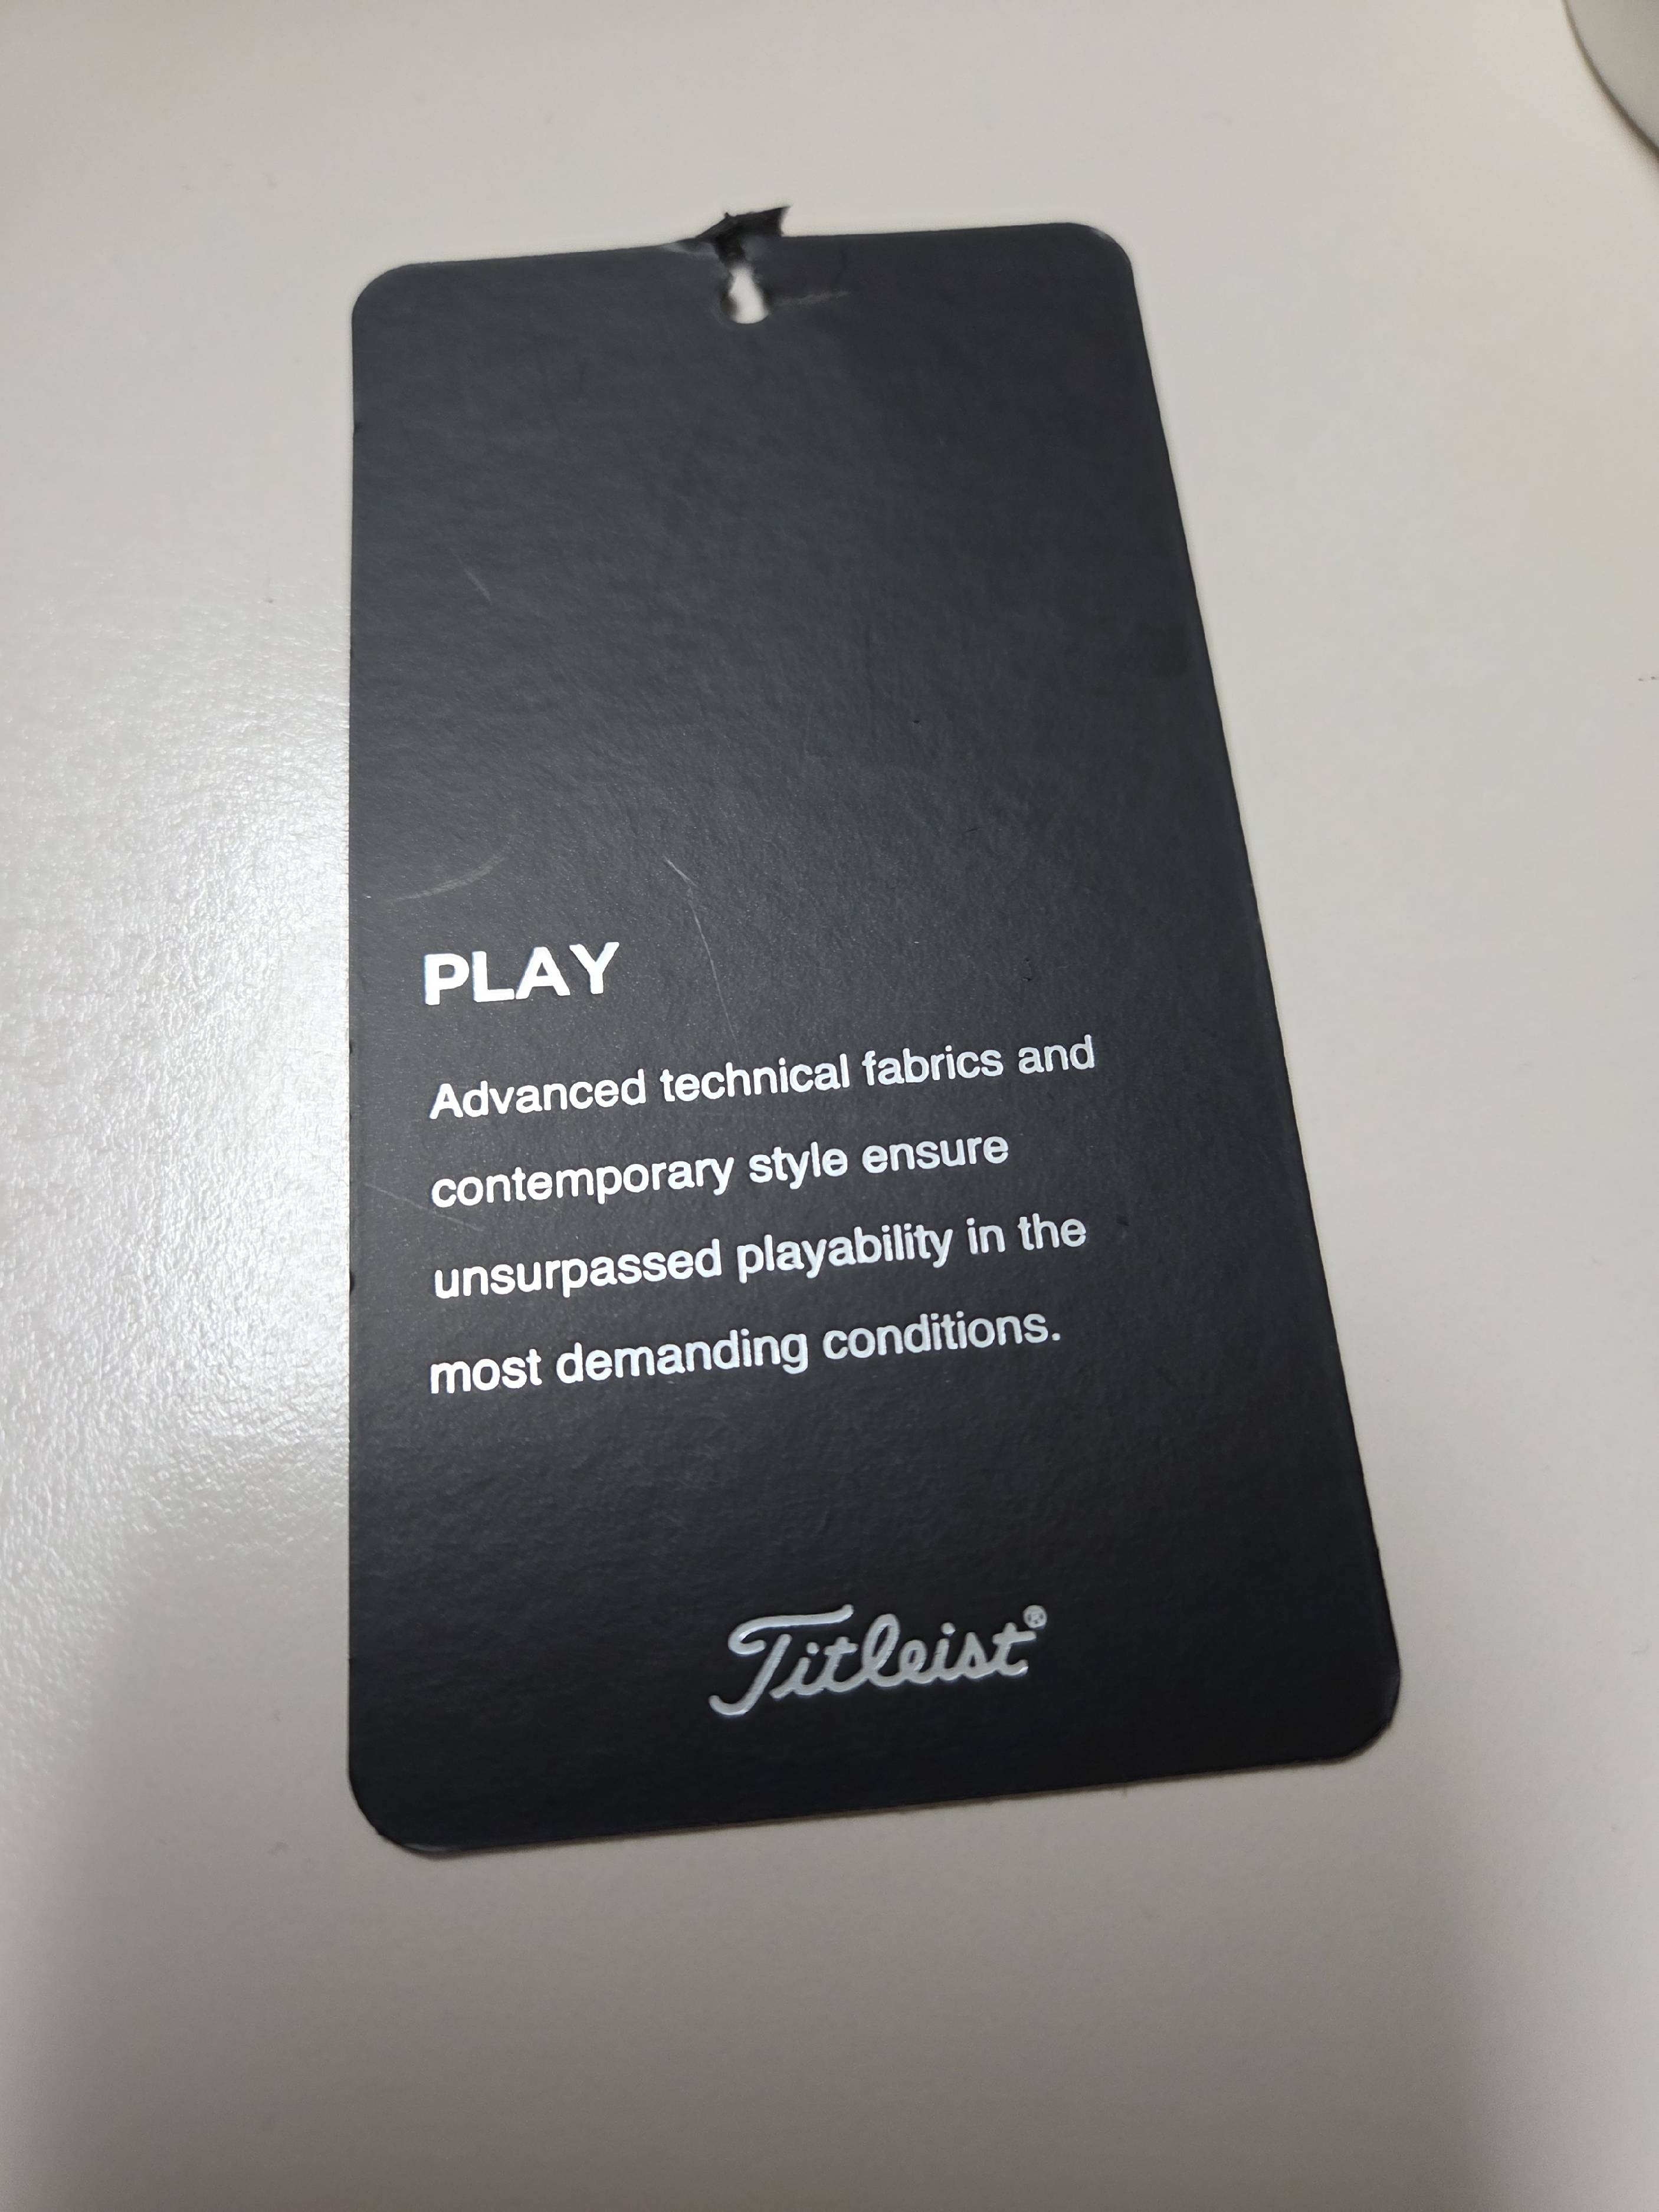 PLAY
Advanced technical fabrics and
contemporary style ensure
unsurpassed playability in the
most demanding conditions.
Titleist®